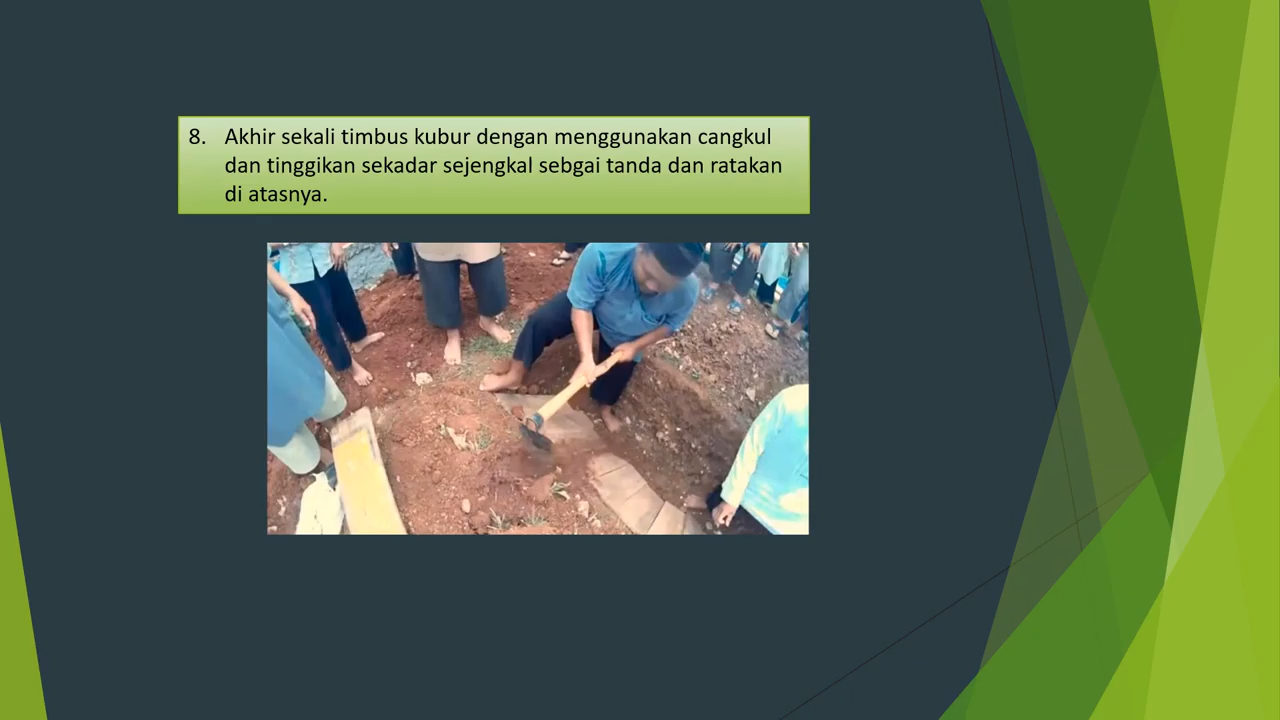 8. Akhir sekali timbus kubur dengan menggunakan cangkul
dan tinggikan sekadar sejengkal sebgai tanda dan ratakan
di atasnya.